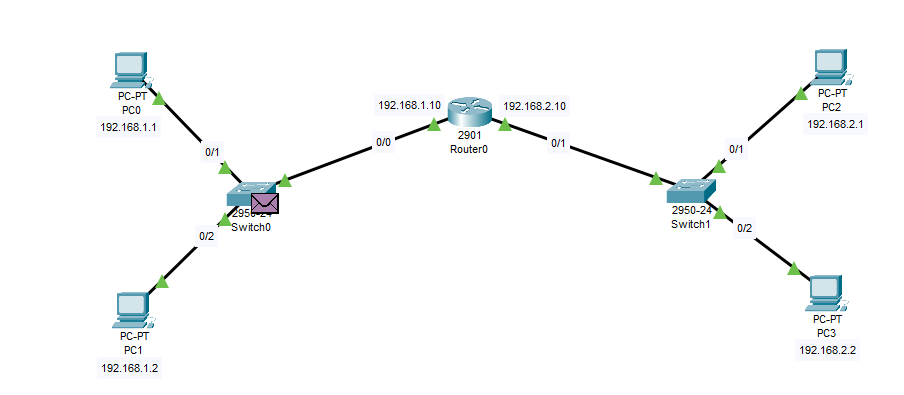 PC-PT
PC0
192.168.1.1
0/1
192.168.1.10
0/0
2901
Router0
192.168.2.10
0/1
PC-PT
PC2
192.168.2.1
0/1
2950-24
Switch0
0/2
2950-24
Switch1
0/2
PC-PT
PC1
192.168.1.2
PC-PT
PC3
192.168.2.2